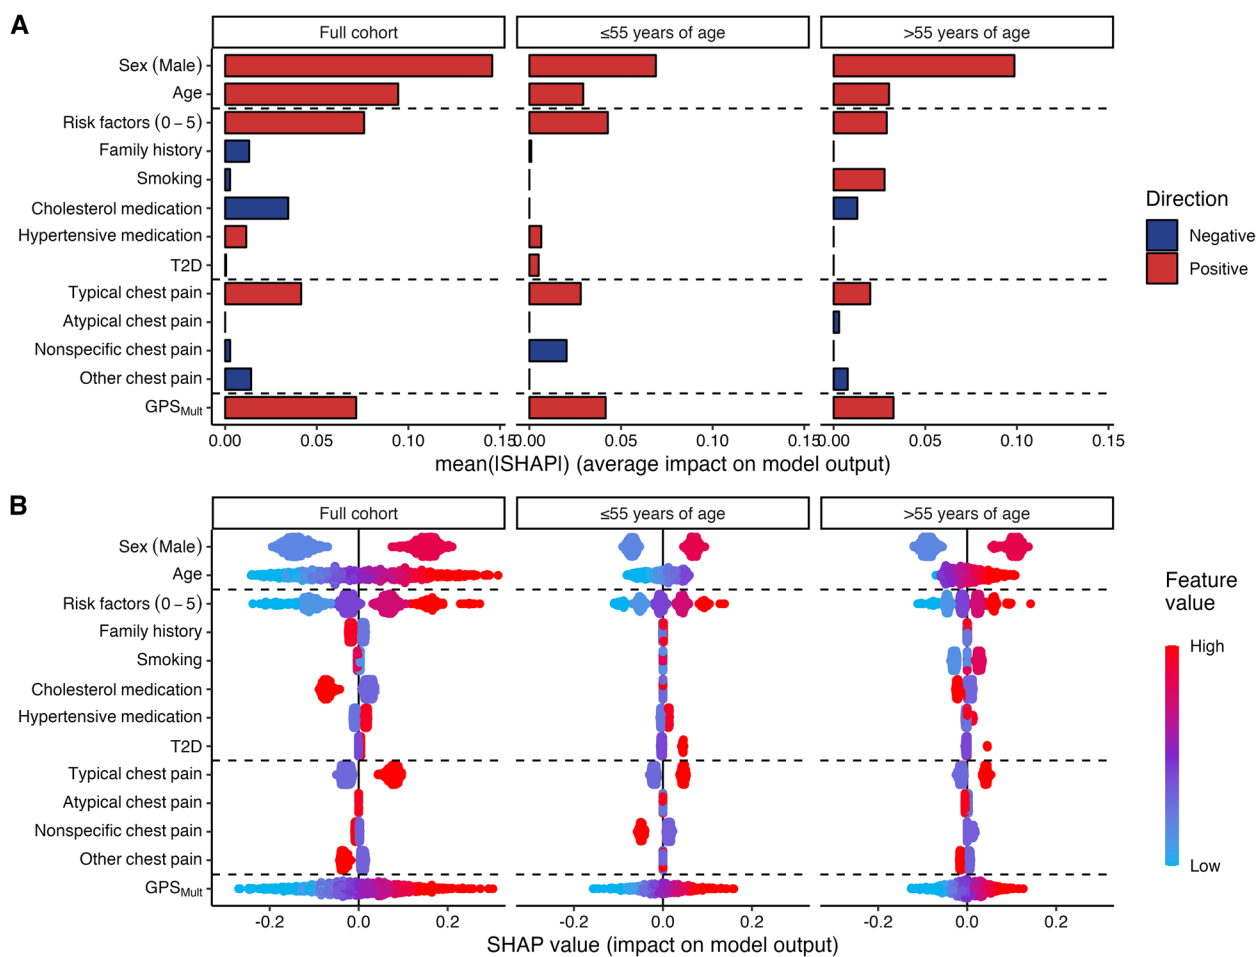 A
Full cohort
≤55 years of age
>55 years of age
Sex (Male)
Age
Risk factors (0 – 5)
Family history
Smoking
Cholesterol medication
Hypertensive medication
T2D
Typical chest pain
Atypical chest pain
Nonspecific chest pain
Other chest pain
GPSMult
0.00 0.05 0.10 0.15
0.00 0.05 0.10 0.15
0.00 0.05 0.10 0.15
mean(|SHAP|) (average impact on model output)
Direction
Negative
Positive
B
Full cohort
≤55 years of age
>55 years of age
Sex (Male)
Age
Risk factors (0 – 5)
Family history
Smoking
Cholesterol medication
Hypertensive medication
T2D
Typical chest pain
Atypical chest pain
Nonspecific chest pain
Other chest pain
GPSMult
-0.2 0.0 0.2
-0.2 0.0 0.2
-0.2 0.0 0.2
SHAP value (impact on model output)
Feature
value
High
Low